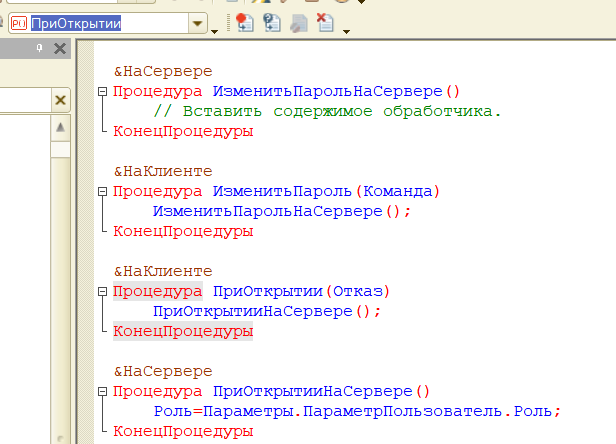 ПриОткрытии
&НаСервере
Процедура ИзменитьПарольНаСервере()
// Вставить содержимое обработчика.
КонецПроцедуры
&НаКлиенте
Процедура ИзменитьПароль(Команда)
ИзменитьПарольНаСервере();
КонецПроцедуры
&НаКлиенте
Процедура ПриОткрытии(Отказ)
ПриОткрытииНаСервере();
КонецПроцедуры
&НаСервере
Процедура ПриОткрытииНаСервере()
Роль=Параметры.ПараметрПользователь.Роль;
КонецПроцедуры